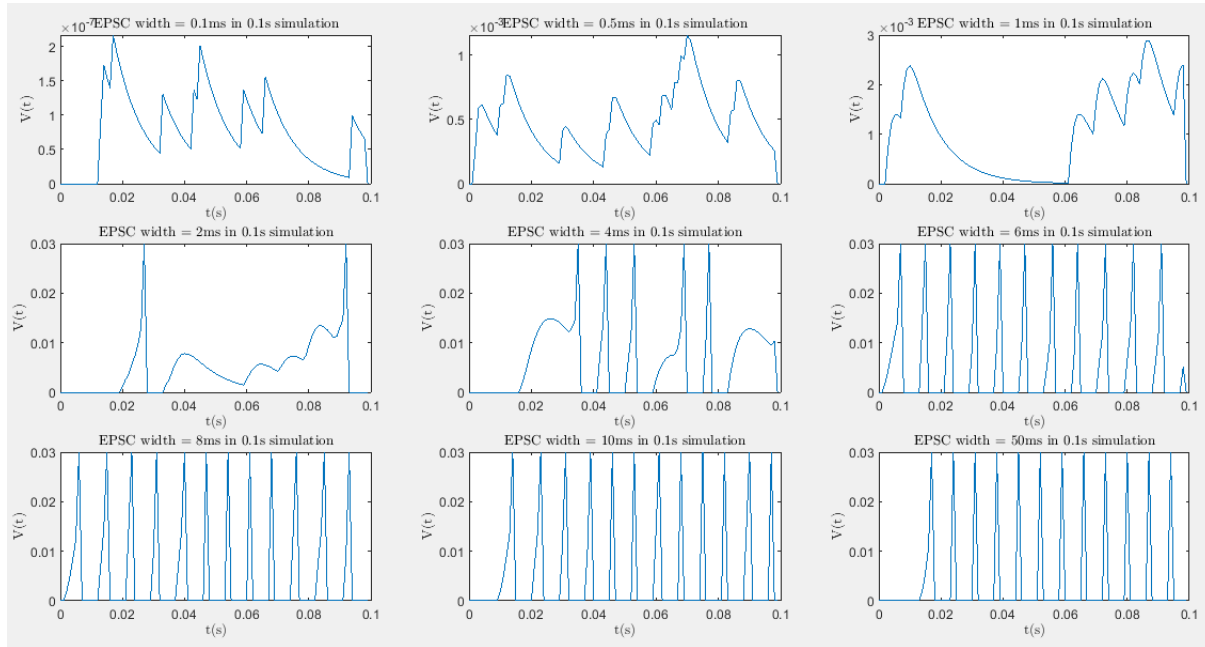 ×10⁻⁷ EPSC width = 0.1ms in 0.1s simulation
V(t)
2
1.5
1
0.5
0
0 0.02 0.04 0.06 0.08 0.1
t(s)
×10⁻³ EPSC width = 0.5ms in 0.1s simulation
V(t)
1
0.5
0
0 0.02 0.04 0.06 0.08 0.1
t(s)
×10⁻³ EPSC width = 1ms in 0.1s simulation
V(t)
3
2
1
0
0 0.02 0.04 0.06 0.08 0.1
t(s)
EPSC width = 2ms in 0.1s simulation
V(t)
0.03
0.02
0.01
0
0 0.02 0.04 0.06 0.08 0.1
t(s)
EPSC width = 4ms in 0.1s simulation
V(t)
0.03
0.02
0.01
0
0 0.02 0.04 0.06 0.08 0.1
t(s)
EPSC width = 6ms in 0.1s simulation
V(t)
0.03
0.02
0.01
0
0 0.02 0.04 0.06 0.08 0.1
t(s)
EPSC width = 8ms in 0.1s simulation
V(t)
0.03
0.02
0.01
0
0 0.02 0.04 0.06 0.08 0.1
t(s)
EPSC width = 10ms in 0.1s simulation
V(t)
0.03
0.02
0.01
0
0 0.02 0.04 0.06 0.08 0.1
t(s)
EPSC width = 50ms in 0.1s simulation
V(t)
0.03
0.02
0.01
0
0 0.02 0.04 0.06 0.08 0.1
t(s)